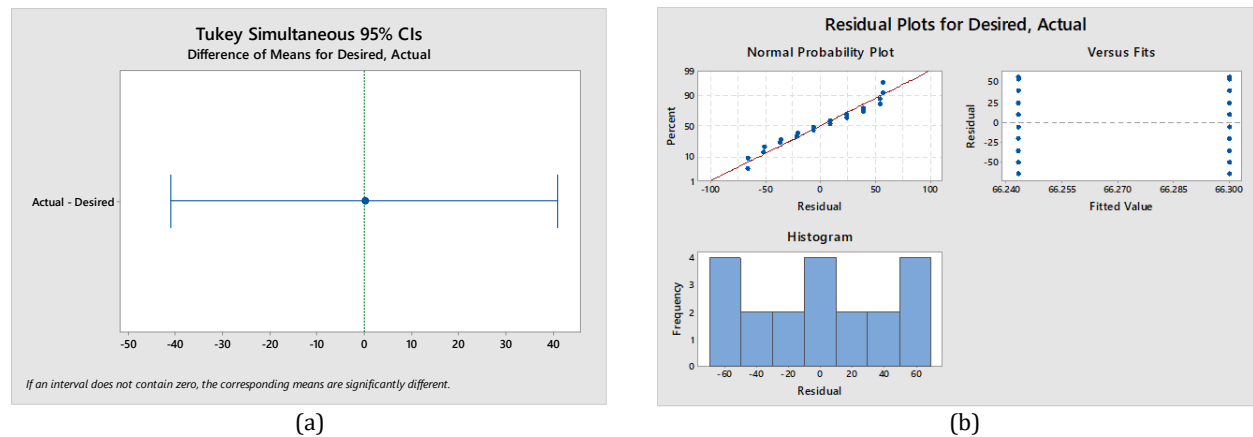 Tukey Simultaneous 95% CIs
Difference of Means for Desired, Actual
Actual - Desired
-50 -40 -30 -20 -10 0 10 20 30 40
If an interval does not contain zero, the corresponding means are significantly different.
(a)
Residual Plots for Desired, Actual
Normal Probability Plot
99
90
50
10
1
Percent
-100 -50 0 50 100
Residual
Versus Fits
50
25
0
-25
-50
Residual
66.240 66.255 66.270 66.285 66.300
Fitted Value
Histogram
4
3
2
1
0
Frequency
-60 -40 -20 0 20 40 60
Residual
(b)